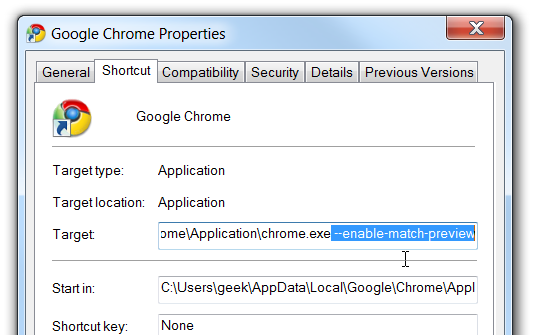 Google Chrome Properties
General Shortcut Compatibility Security Details Previous Versions
Google Chrome
Target type: Application
Target location: Application
Target: ome\Application\chrome.exe --enable-match-preview
Start in: C:\Users\geek\AppData\Local\Google\Chrome\Appl
Shortcut key: None